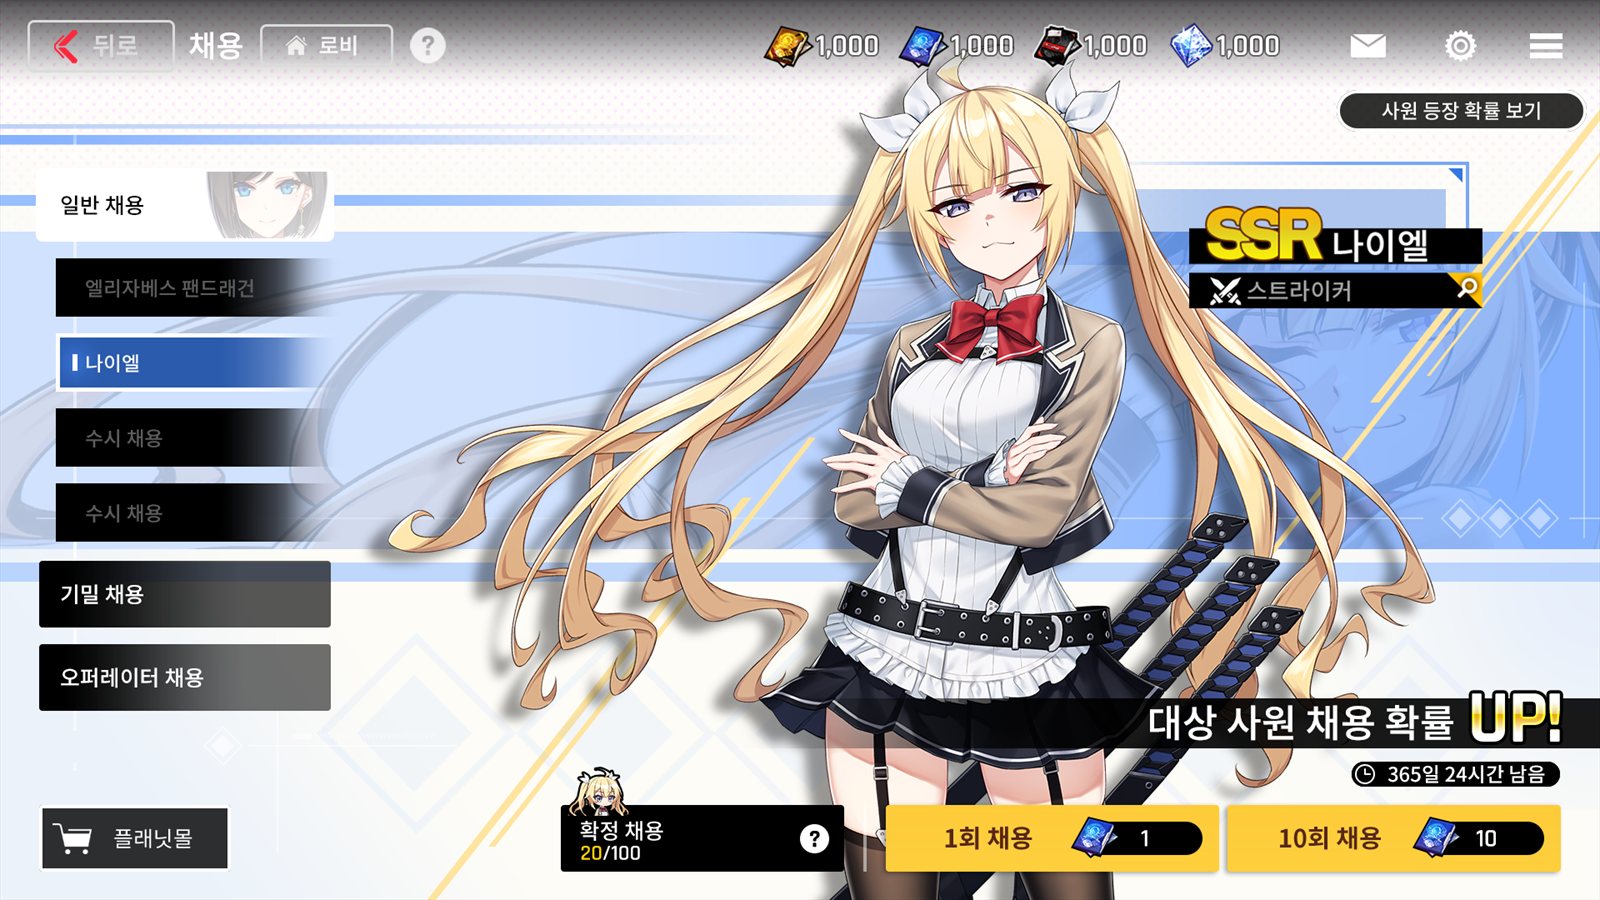 뒤로
채용
로비
?
1,000
1,000
1,000
1,000
사원 등장 확률 보기
일반 채용
엘리자베스 팬드래건
나이엘
수시 채용
수시 채용
기밀 채용
오퍼레이터 채용
플래닛몰
SSR 나이엘
스트라이커
대상 사원 채용 확률 UP!
365일 24시간 남음
확정 채용
20/100
?
1회 채용 1
10회 채용 10